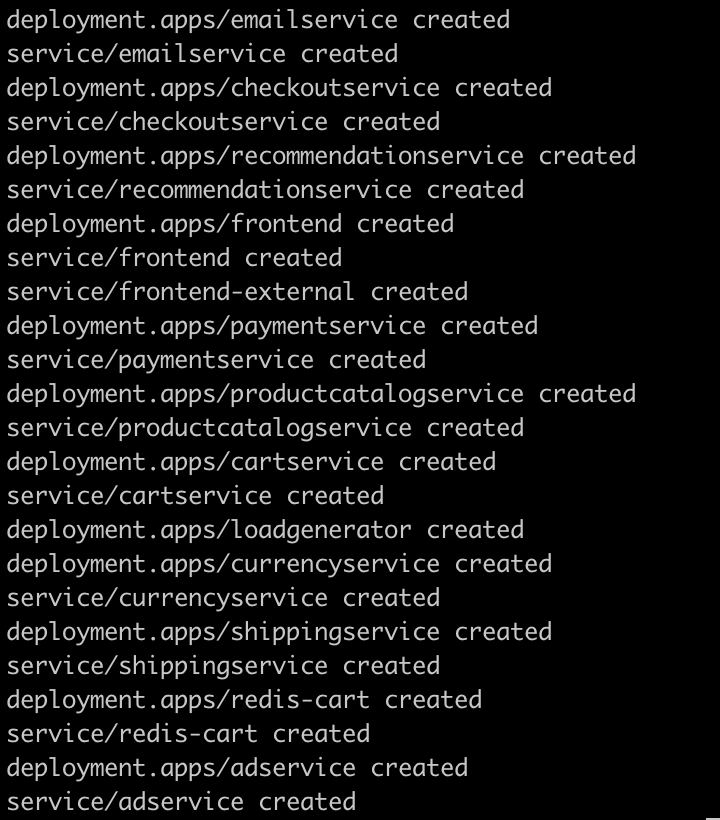 deployment.apps/emailservice created
service/emailservice created
deployment.apps/checkoutservice created
service/checkoutservice created
deployment.apps/recommendationservice created
service/recommendationservice created
deployment.apps/frontend created
service/frontend created
service/frontend-external created
deployment.apps/paymentservice created
service/paymentservice created
deployment.apps/productcatalogservice created
service/productcatalogservice created
deployment.apps/cartservice created
service/cartservice created
deployment.apps/loadgenerator created
deployment.apps/currencyservice created
service/currencyservice created
deployment.apps/shippingservice created
service/shippingservice created
deployment.apps/redis-cart created
service/redis-cart created
deployment.apps/adservice created
service/adservice created